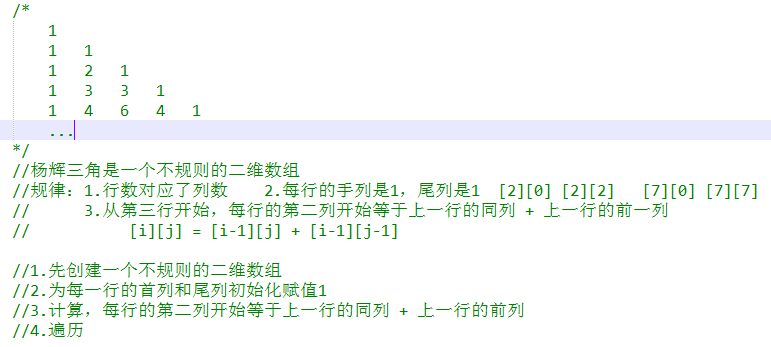 /*
1
1 1
1 2 1
1 3 3 1
1 4 6 4 1
...
*/
//杨辉三角是一个不规则的二维数组
//规律: 1.行数对应了列数 2.每行的手列是1，尾列是1 [2][0] [2][2] [7][0] [7][7]
// 3.从第三行开始，每行的第二列开始等于上一行的同列 + 上一行的前一列
// [i][j] = [i-1][j] + [i-1][j-1]
//1.先创建一个不规则的二维数组
//2.为每一行的首列和尾列初始化赋值1
//3.计算，每行的第二列开始等于上一行的同列 + 上一行的前列
//4.遍历